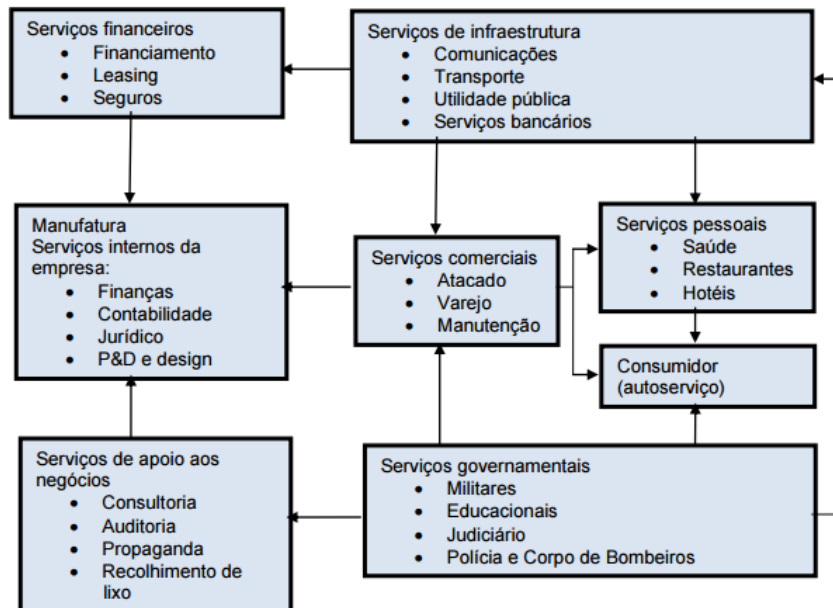 Serviços financeiros
• Financiamento
• Leasing
• Seguros
Serviços de infraestrutura
• Comunicações
• Transporte
• Utilidade pública
• Serviços bancários
Manufatura
Serviços internos da
empresa:
• Finanças
• Contabilidade
• Jurídico
• P&D e design
Serviços comerciais
• Atacado
• Varejo
• Manutenção
Serviços pessoais
• Saúde
• Restaurantes
• Hotéis
Consumidor
(autoserviço)
Serviços de apoio aos
negócios
• Consultoria
• Auditoria
• Propaganda
• Recolhimento de
lixo
Serviços governamentais
• Militares
• Educacionais
• Judiciário
• Polícia e Corpo de Bombeiros